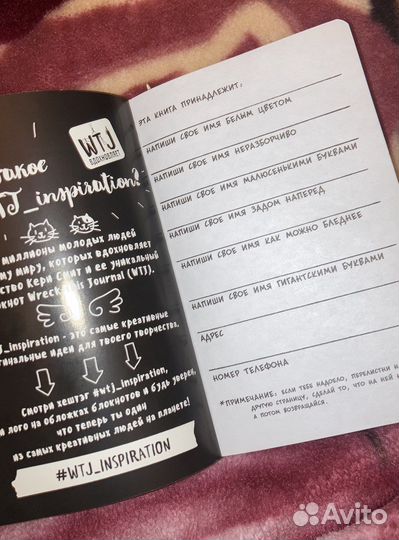 WTJ
ВДОХНОВЛЯЕТ
такое
TJ_inspiration?
миллионы молодых людей
му миру, которых вдохновляет
ство Кери Смит и ее уникальный
кнот Wreck This Journal (WTJ).
J_inspiration - это самые креативные
гинальные идеи для твоего творчества.
Смотри хештэг #wtj_inspiration,
и лого на обложках блокнотов и будь уверен,
что теперь ты один
из самых креативных людей на планете!
#WTJ_INSPIRATION
ЭТА КНИГА ПРИНАДЛЕЖИТ:
НАПИШИ СВОЕ ИМЯ БЕЛЫМ ЦВЕТОМ
НАПИШИ СВОЕ ИМЯ НЕРАЗБОРЧИВО
НАПИШИ СВОЕ ИМЯ МАЛЮСЕНЬКИМИ БУКВАМИ
НАПИШИ СВОЕ ИМЯ ЗАДОМ НАПЕРЕД
НАПИШИ СВОЕ ИМЯ КАК МОЖНО БЛЕДНЕЕ
НАПИШИ СВОЕ ИМЯ ГИГАНТСКИМИ БУКВАМИ
АДРЕС
НОМЕР ТЕЛЕФОНА
*ПРИМЕЧАНИЕ: ЕСЛИ ТЕБЕ НАДОЕЛО, ПЕРЕЛИСТНИ НА
ДРУГУЮ СТРАНИЦУ, СДЕЛАЙ ТО, ЧТО НА НЕЙ Н
А ПОТОМ ВОЗВРАЩАЙСЯ.
Avito